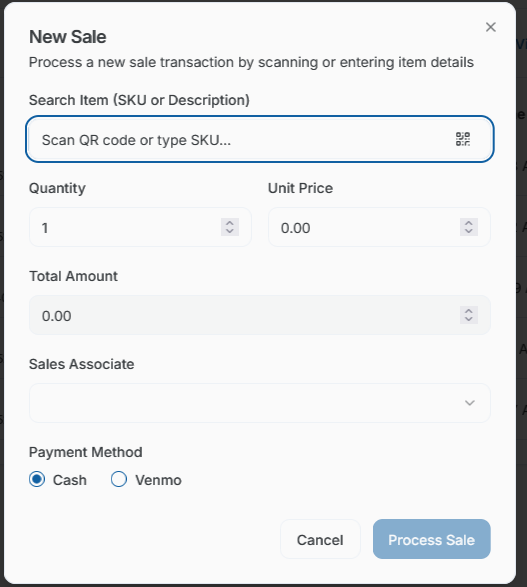 New Sale
Process a new sale transaction by scanning or entering item details
Search Item (SKU or Description)
Scan QR code or type SKU...
Quantity
Unit Price
1
0.00
Total Amount
0.00
Sales Associate
Payment Method
Cash
Venmo
Cancel
Process Sale